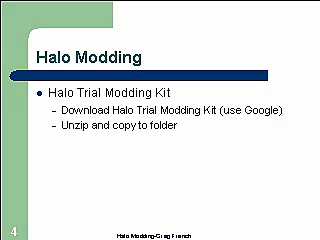 Halo Modding
● Halo Trial Modding Kit
– Download Halo Trial Modding Kit (use Google)
– Unzip and copy to folder
4
Halo Modding-Greg French